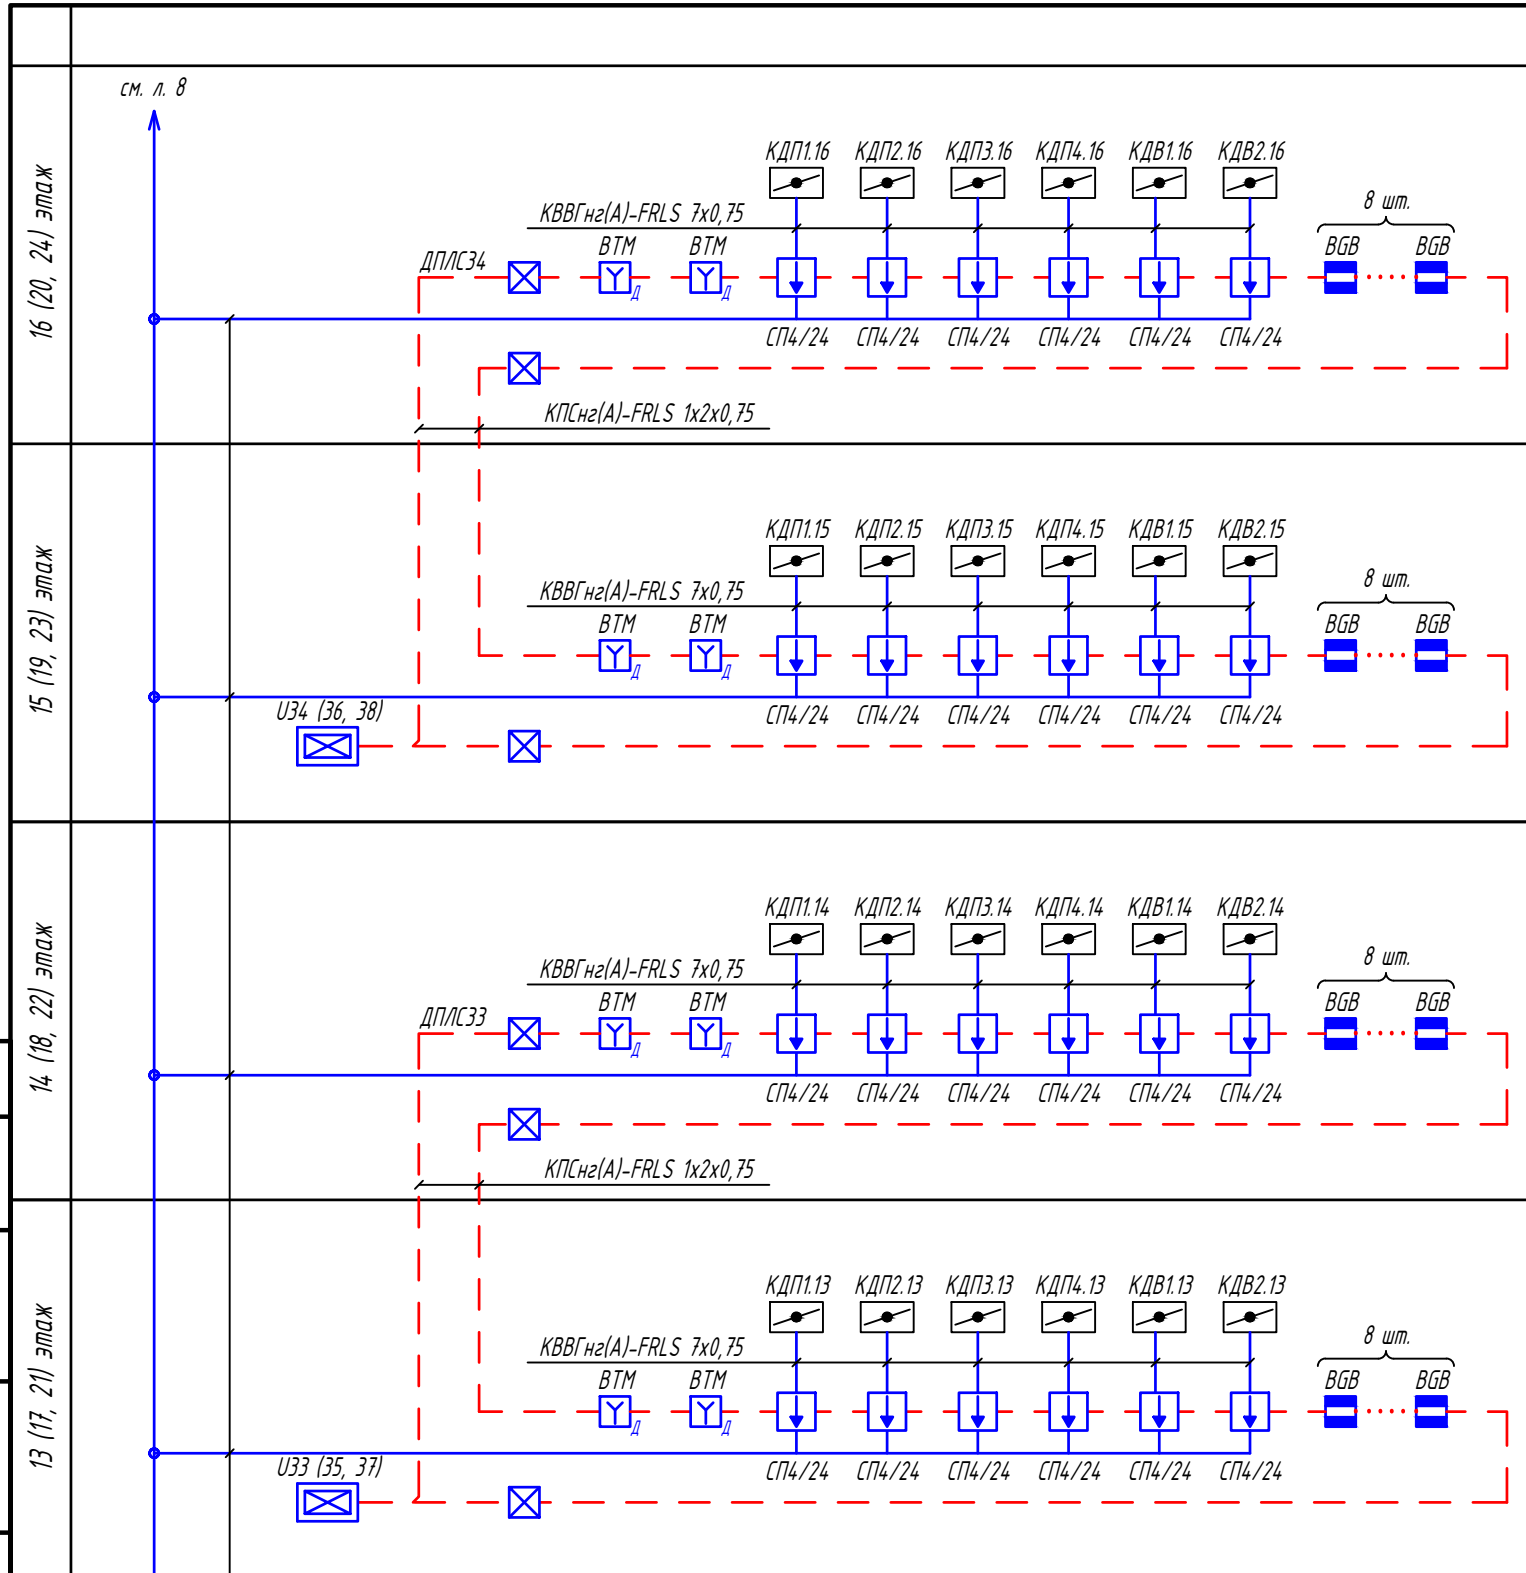 см. л. 8
16 (20, 24) этаж
КДП1.16 КДП2.16 КДП3.16 КДП4.16 КДВ1.16 КДВ2.16
8 шт.
КВВГнг(А)-FRLS 7х0,75
ДПЛС34 ВТМ ВТМ BGB BGB
Д Д
СП4/24 СП4/24 СП4/24 СП4/24 СП4/24 СП4/24
КПСнг(А)-FRLS 1х2х0,75
15 (19, 23) этаж
КДП1.15 КДП2.15 КДП3.15 КДП4.15 КДВ1.15 КДВ2.15
8 шт.
КВВГнг(А)-FRLS 7х0,75
ВТМ ВТМ BGB BGB
Д Д
U34 (36, 38) СП4/24 СП4/24 СП4/24 СП4/24 СП4/24 СП4/24
14 (18, 22) этаж
КДП1.14 КДП2.14 КДП3.14 КДП4.14 КДВ1.14 КДВ2.14
8 шт.
КВВГнг(А)-FRLS 7х0,75
ДПЛС33 ВТМ ВТМ BGB BGB
Д Д
СП4/24 СП4/24 СП4/24 СП4/24 СП4/24 СП4/24
КПСнг(А)-FRLS 1х2х0,75
13 (17, 21) этаж
КДП1.13 КДП2.13 КДП3.13 КДП4.13 КДВ1.13 КДВ2.13
8 шт.
КВВГнг(А)-FRLS 7х0,75
ВТМ ВТМ BGB BGB
Д Д
U33 (35, 37) СП4/24 СП4/24 СП4/24 СП4/24 СП4/24 СП4/24